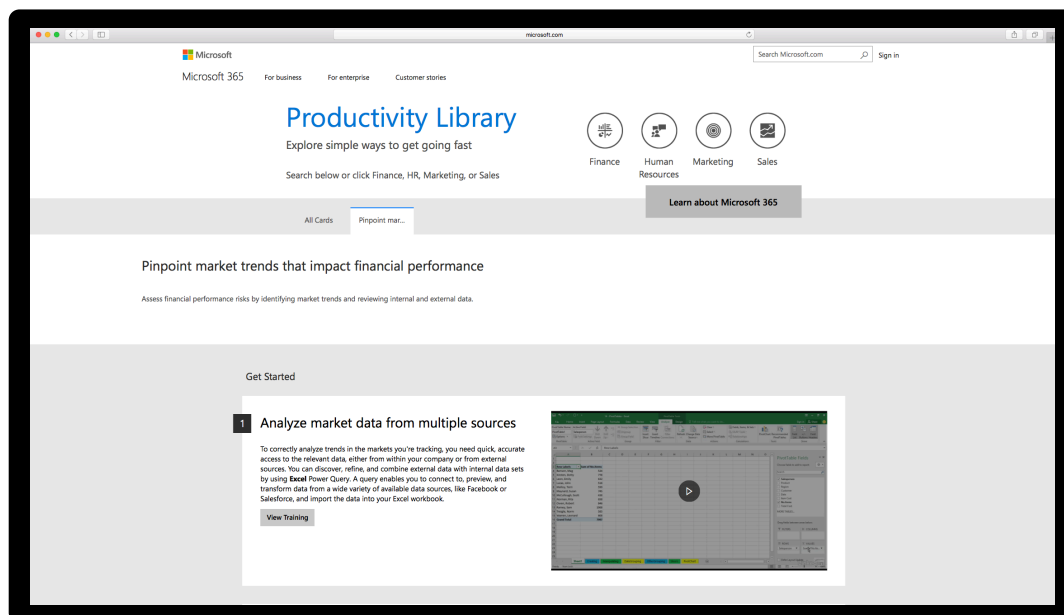 microsoft.com
Microsoft
Search Microsoft.com
Sign in
Microsoft 365
For business
For enterprise
Customer stories
Productivity Library
Explore simple ways to get going fast
Search below or click Finance, HR, Marketing, or Sales
Finance
Human
Resources
Marketing
Sales
Learn about Microsoft 365
All Cards
Pinpoint mar...
Pinpoint market trends that impact financial performance
Assess financial performance risks by identifying market trends and reviewing internal and external data.
Get Started
1
Analyze market data from multiple sources
To correctly analyze trends in the markets you're tracking, you need quick, accurate
access to the relevant data, either from within your company or from external
sources. You can discover, refine, and combine external data with internal data sets
by using Excel Power Query. A query enables you to connect to, preview, and
transform data from a wide variety of available data sources, like Facebook or
Salesforce, and import the data into your Excel workbook.
View Training